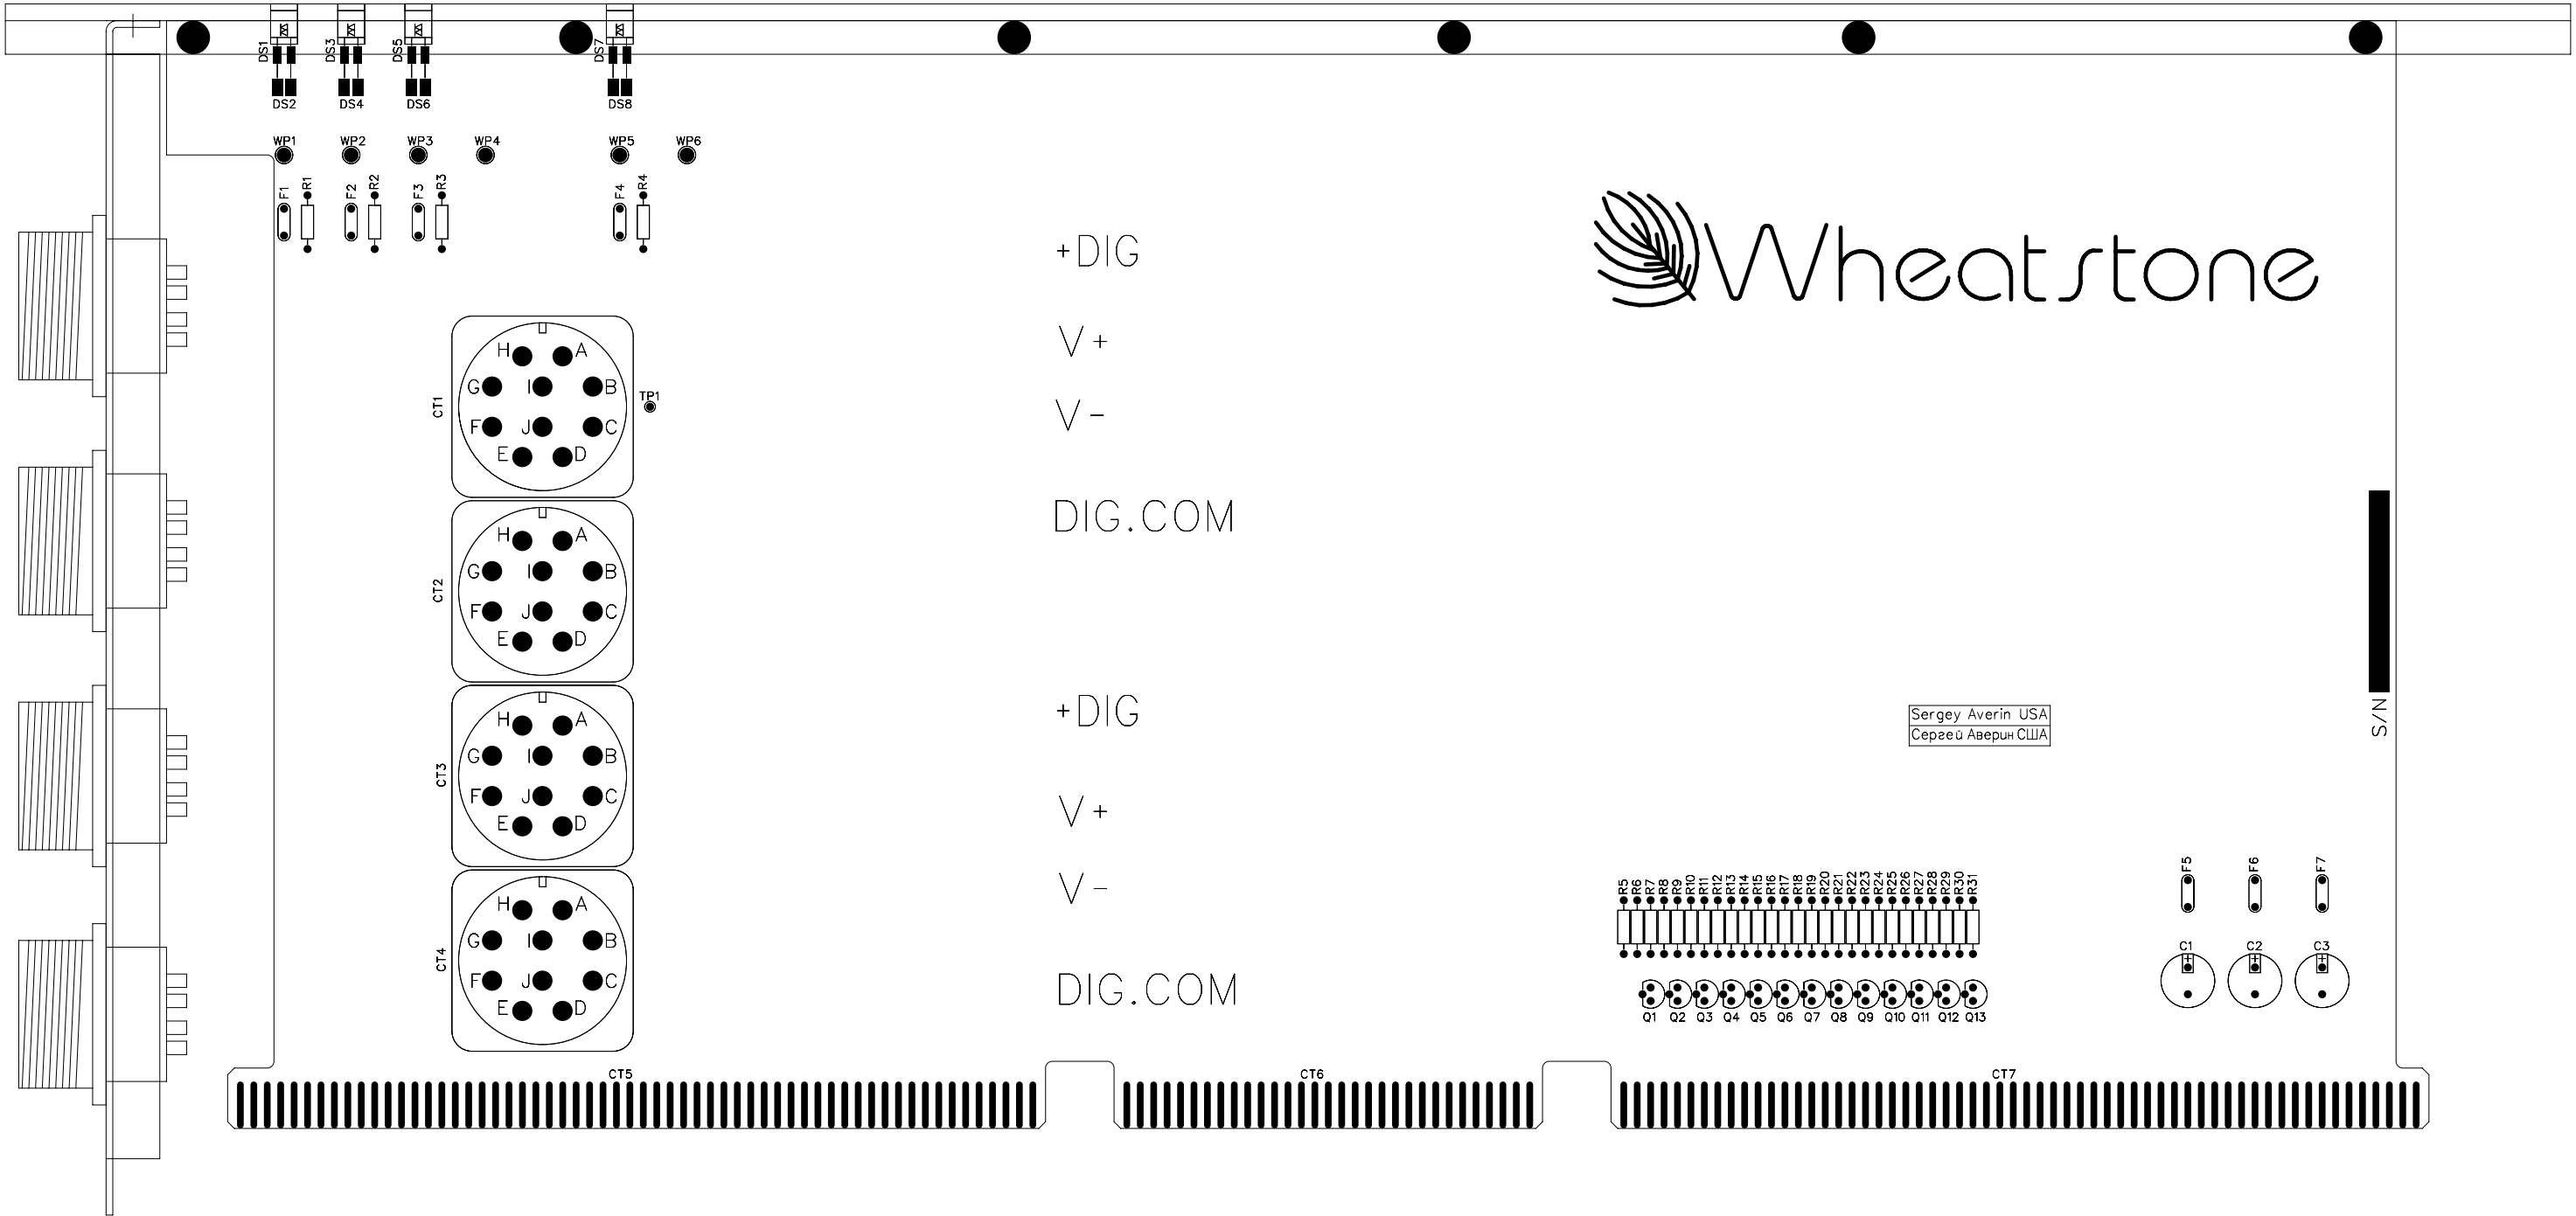 DS1 DS3 DS5 DS7
DS2 DS4 DS6 DS8
WP1 WP2 WP3 WP4 WP5 WP6
F1 R1 F2 R2 F3 R3 F4 R4
+DIG
Wheatstone
V+
V-
DIG.COM
CT1
H A
G I B
F J C
E D
TP1
CT2
H A
G I B
F J C
E D
CT3
H A
G I B
F J C
E D
CT4
H A
G I B
F J C
E D
+DIG
V+
V-
DIG.COM
S/N
Sergey Averin USA
Сергей Аверин США
R5 R6 R7 R8 R9 R10 R11 R12 R13 R14 R15 R16 R17 R18 R19 R20 R21 R22 R23 R24 R25 R26 R27 R28 R29 R30 R31
F5 F6 F7
C1 C2 C3
+ + +
Q1 Q2 Q3 Q4 Q5 Q6 Q7 Q8 Q9 Q10 Q11 Q12 Q13
CT5 CT6 CT7